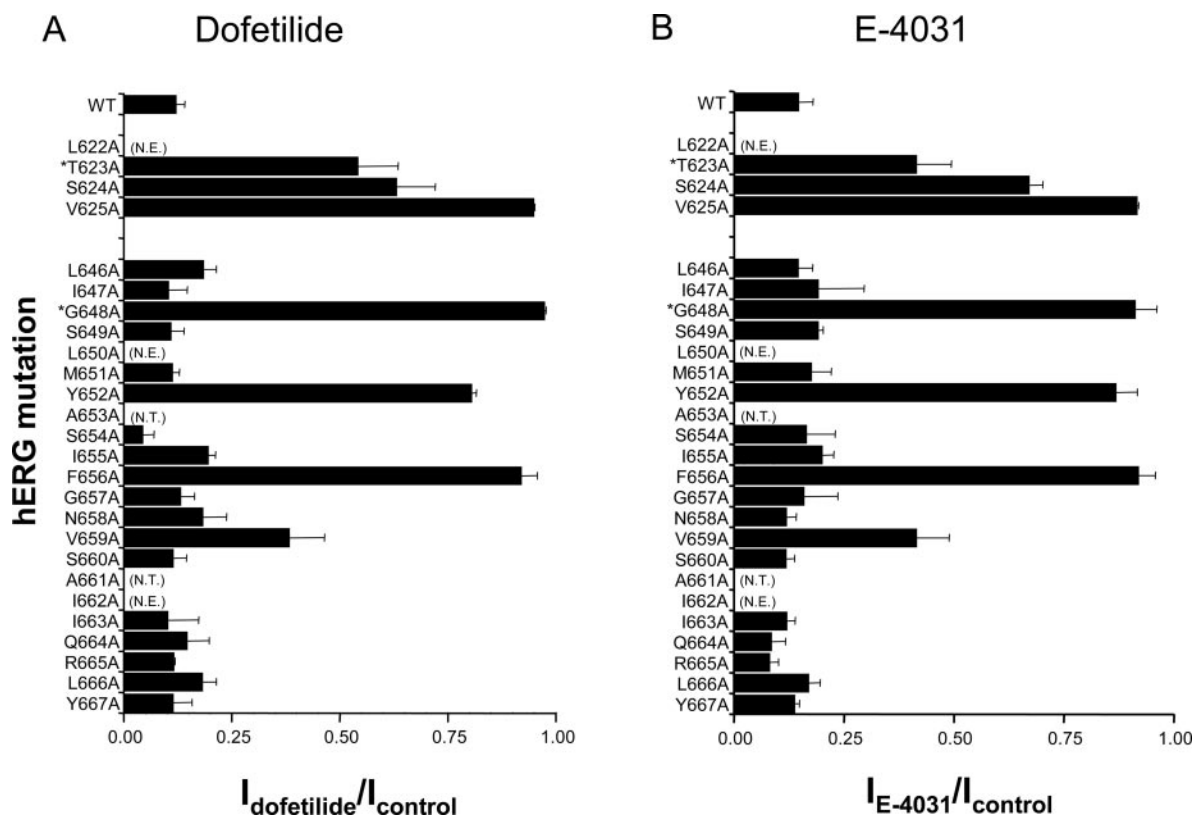 A Dofetilide
WT
L622A (N.E.)
*T623A
S624A
V625A
L646A
I647A
*G648A
S649A
L650A (N.E.)
M651A
Y652A
A653A (N.T.)
S654A
I655A
F656A
G657A
N658A
V659A
S660A
A661A (N.T.)
I662A (N.E.)
I663A
Q664A
R665A
L666A
Y667A
hERG mutation
0.00 0.25 0.50 0.75 1.00
Idofetilide/Icontrol
B E-4031
WT
L622A (N.E.)
*T623A
S624A
V625A
L646A
I647A
*G648A
S649A
L650A (N.E.)
M651A
Y652A
A653A (N.T.)
S654A
I655A
F656A
G657A
N658A
V659A
S660A
A661A (N.T.)
I662A (N.E.)
I663A
Q664A
R665A
L666A
Y667A
0.00 0.25 0.50 0.75 1.00
IE-4031/Icontrol